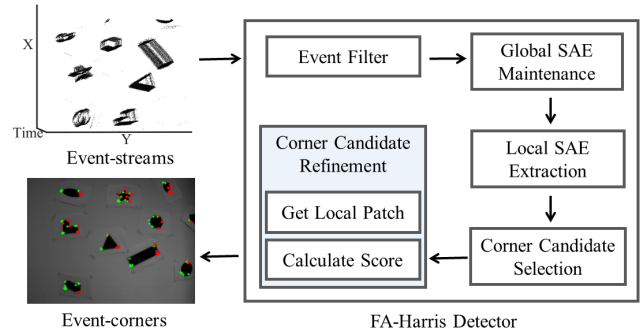 X
Time
Y
Event-streams
Event-corners
Event Filter
Global SAE
Maintenance
Local SAE
Extraction
Corner Candidate
Selection
Corner Candidate
Refinement
Get Local Patch
Calculate Score
FA-Harris Detector